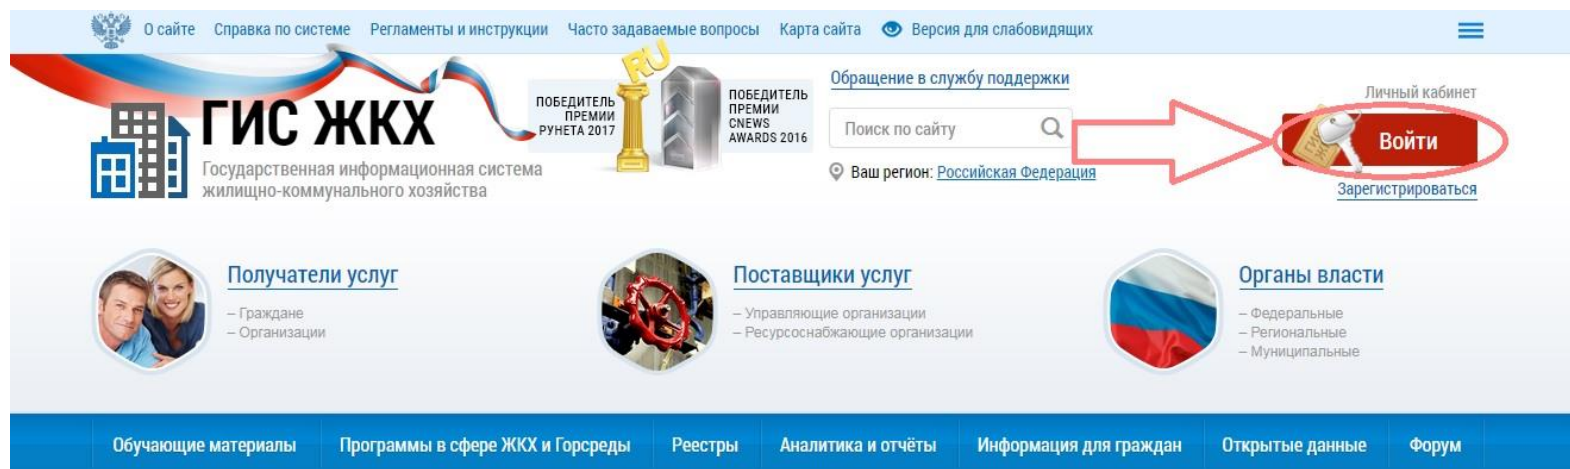 О сайте Справка по системе Регламенты и инструкции Часто задаваемые вопросы Карта сайта Версия для слабовидящих
ГИС ЖКХ
Государственная информационная система
жилищно-коммунального хозяйства
ПОБЕДИТЕЛЬ
ПРЕМИИ
РУНЕТА 2017
RU
ПОБЕДИТЕЛЬ
ПРЕМИИ
CNEWS
AWARDS 2016
Обращение в службу поддержки
Поиск по сайту
Ваш регион: Российская Федерация
Личный кабинет
Войти
Зарегистрироваться
Получатели услуг
– Граждане
– Организации
Поставщики услуг
– Управляющие организации
– Ресурсоснабжающие организации
Органы власти
– Федеральные
– Региональные
– Муниципальные
Обучающие материалы Программы в сфере ЖКХ и Горсреды Реестры Аналитика и отчёты Информация для граждан Открытые данные Форум